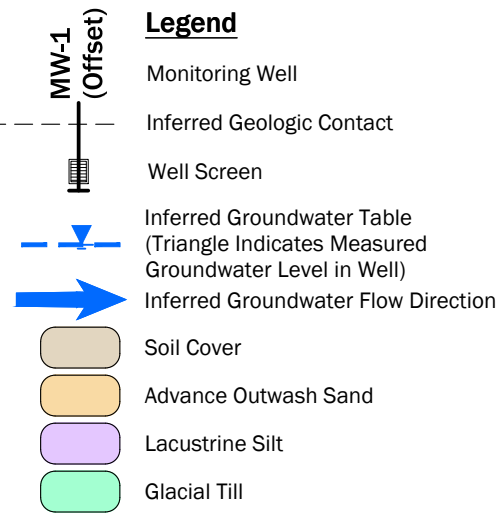 MW-1
(Offset)
Legend
Monitoring Well
Inferred Geologic Contact
Well Screen
Inferred Groundwater Table
(Triangle Indicates Measured
Groundwater Level in Well)
Inferred Groundwater Flow Direction
Soil Cover
Advance Outwash Sand
Lacustrine Silt
Glacial Till